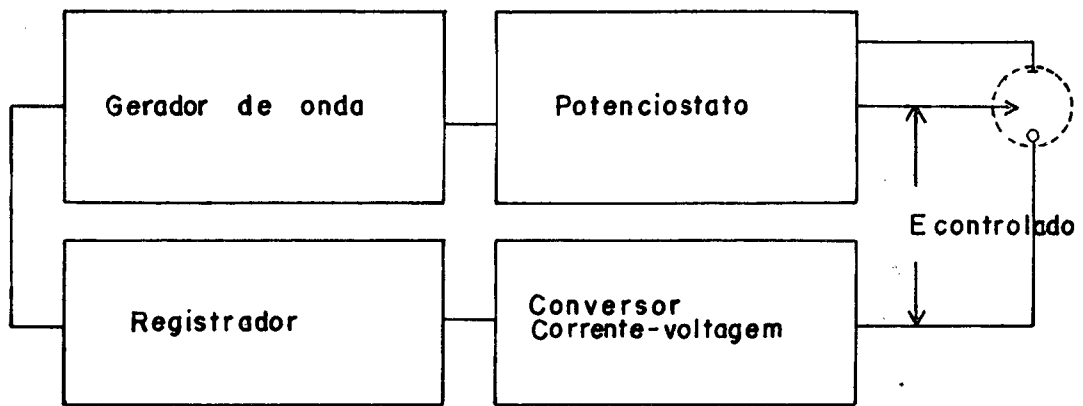 Gerador de onda
Potenciostato
E controlado
Registrador
Conversor
Corrente-voltagem